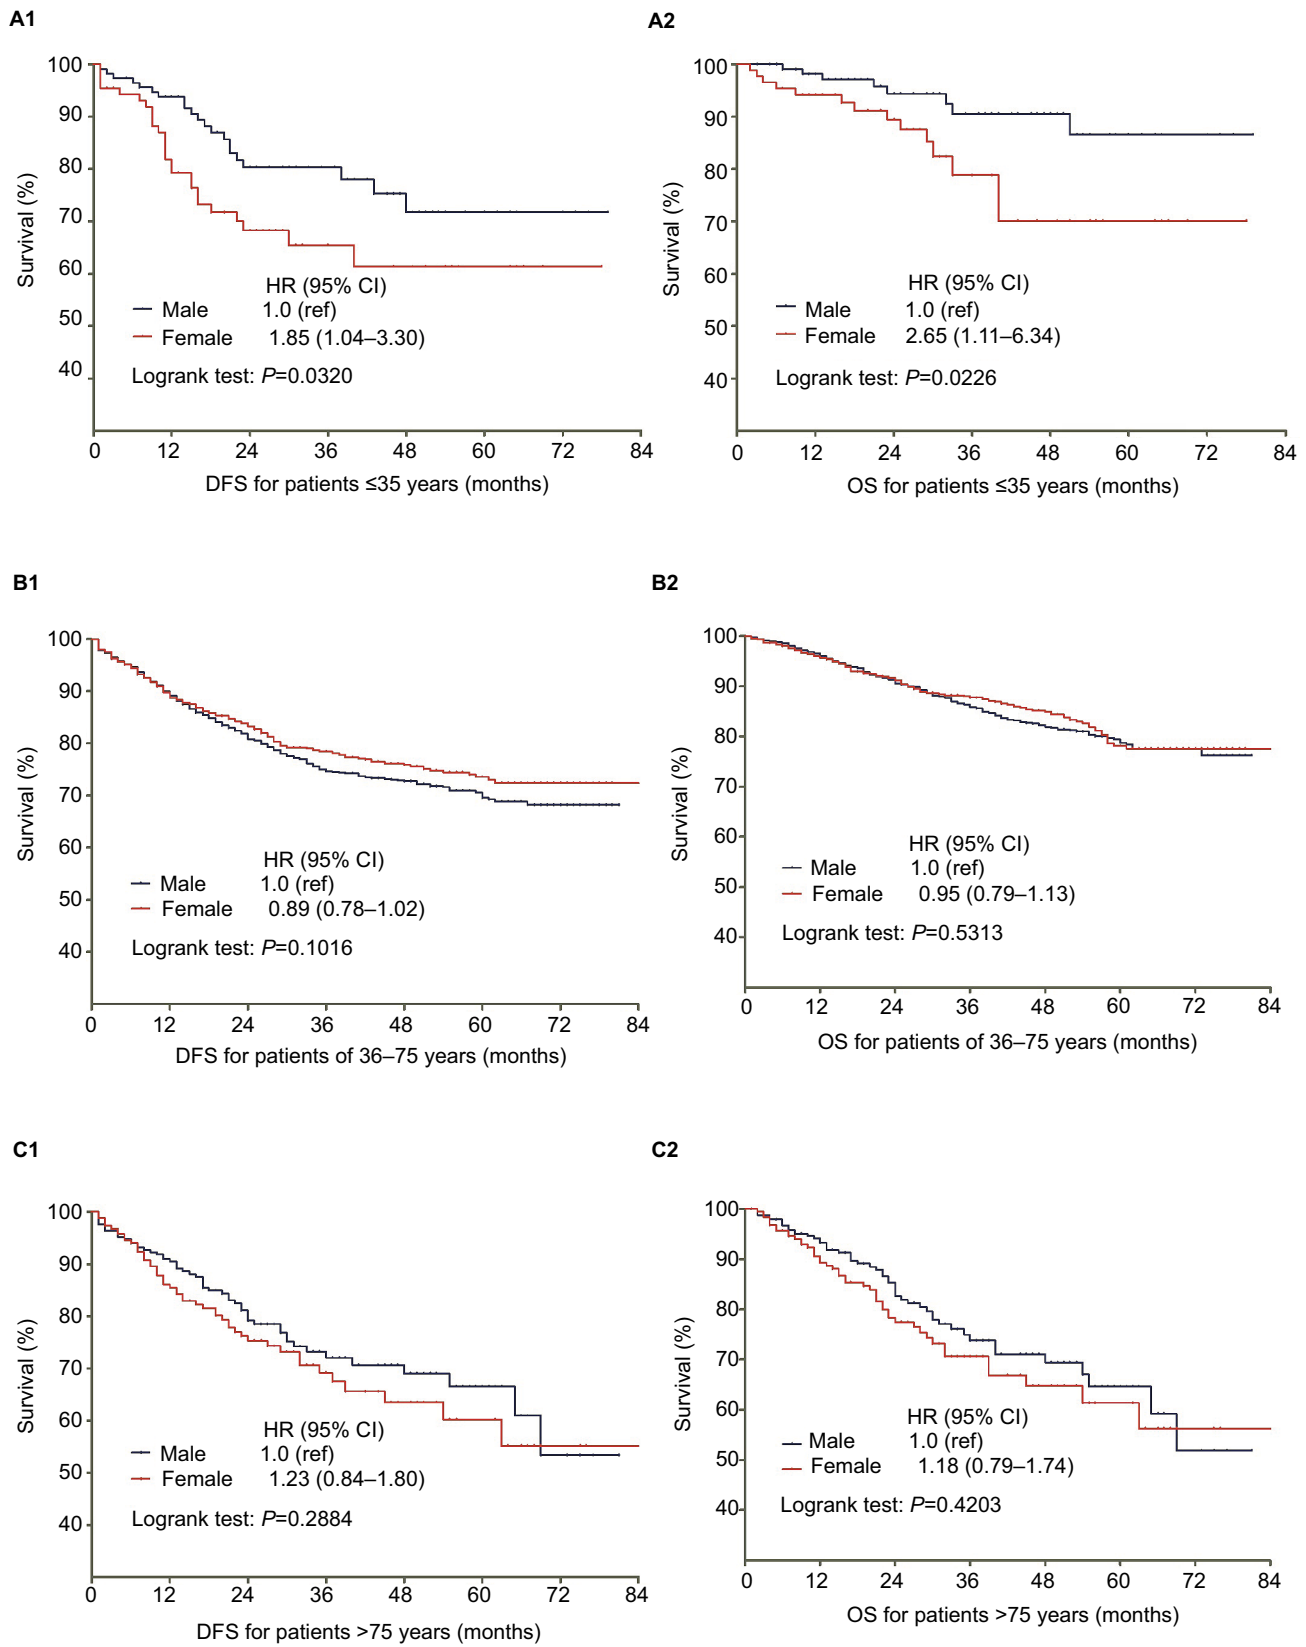 A1
100
90
80
70
60
50
40
Survival (%)
HR (95% CI)
Male 1.0 (ref)
Female 1.85 (1.04–3.30)
Logrank test: P=0.0320
0 12 24 36 48 60 72 84
DFS for patients ≤35 years (months)
A2
100
90
80
70
60
50
40
Survival (%)
HR (95% CI)
Male 1.0 (ref)
Female 2.65 (1.11–6.34)
Logrank test: P=0.0226
0 12 24 36 48 60 72 84
OS for patients ≤35 years (months)
B1
100
90
80
70
60
50
40
Survival (%)
HR (95% CI)
Male 1.0 (ref)
Female 0.89 (0.78–1.02)
Logrank test: P=0.1016
0 12 24 36 48 60 72 84
DFS for patients of 36–75 years (months)
B2
100
90
80
70
60
50
40
Survival (%)
HR (95% CI)
Male 1.0 (ref)
Female 0.95 (0.79–1.13)
Logrank test: P=0.5313
0 12 24 36 48 60 72 84
OS for patients of 36–75 years (months)
C1
100
90
80
70
60
50
40
Survival (%)
HR (95% CI)
Male 1.0 (ref)
Female 1.23 (0.84–1.80)
Logrank test: P=0.2884
0 12 24 36 48 60 72 84
DFS for patients >75 years (months)
C2
100
90
80
70
60
50
40
Survival (%)
HR (95% CI)
Male 1.0 (ref)
Female 1.18 (0.79–1.74)
Logrank test: P=0.4203
0 12 24 36 48 60 72 84
OS for patients >75 years (months)